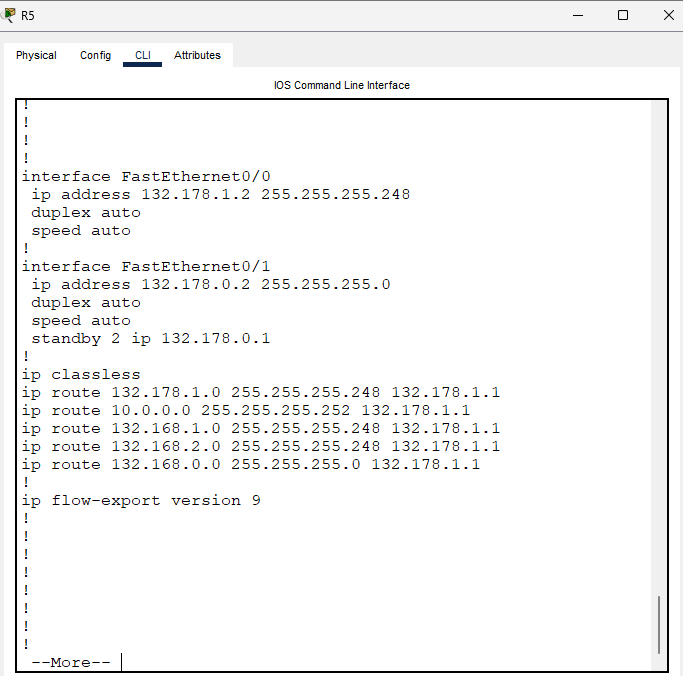 R5
Physical Config CLI Attributes
IOS Command Line Interface
!
!
!
!
interface FastEthernet0/0
 ip address 132.178.1.2 255.255.255.248
 duplex auto
 speed auto
!
interface FastEthernet0/1
 ip address 132.178.0.2 255.255.255.0
 duplex auto
 speed auto
 standby 2 ip 132.178.0.1
!
ip classless
ip route 132.178.1.0 255.255.255.248 132.178.1.1
ip route 10.0.0.0 255.255.255.252 132.178.1.1
ip route 132.168.1.0 255.255.255.248 132.178.1.1
ip route 132.168.2.0 255.255.255.248 132.178.1.1
ip route 132.168.0.0 255.255.255.0 132.178.1.1
!
ip flow-export version 9
!
!
!
!
!
!
!
!
 --More--